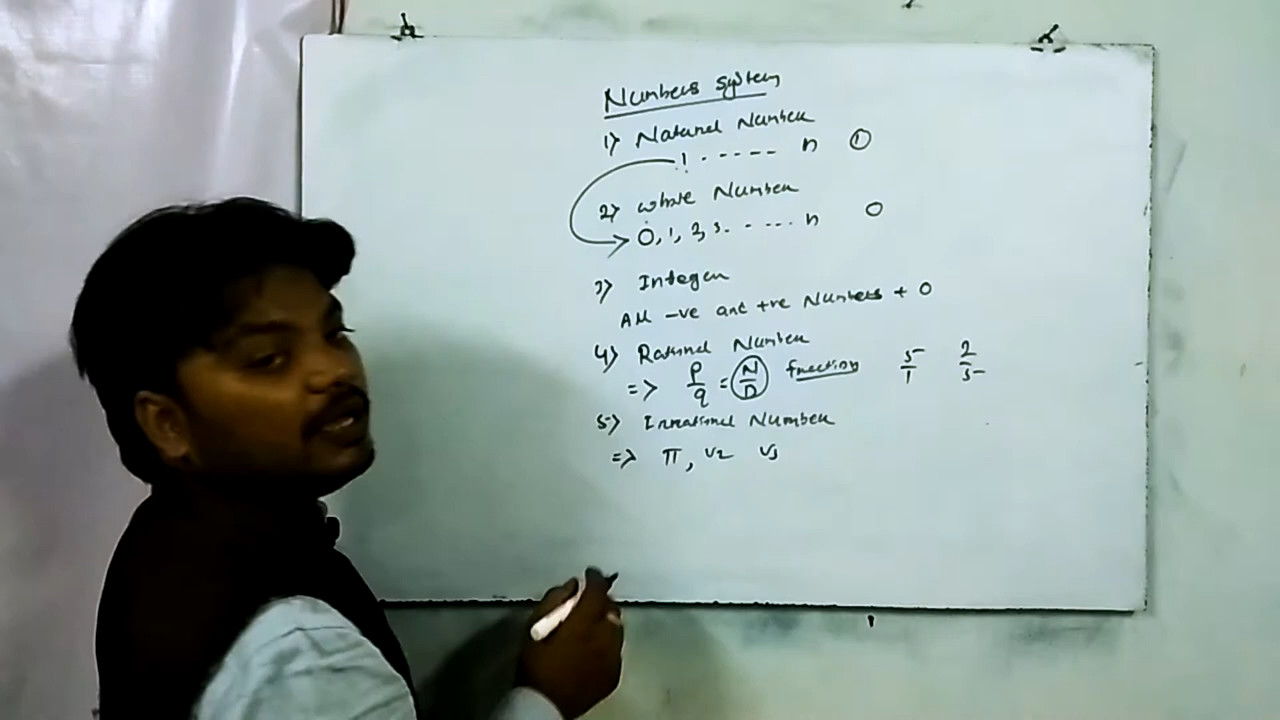 Numbers system
1) Natural Number
1 ----- n ①
2) whole Number
0, 1, 2, 3. - ---- n 0
3) Integer
All -ve and +ve Numbers + 0
4) Rational Number
=> p/q = N/D fraction 5/1 2/5
5) Irrational Number
=> π, √2 √3